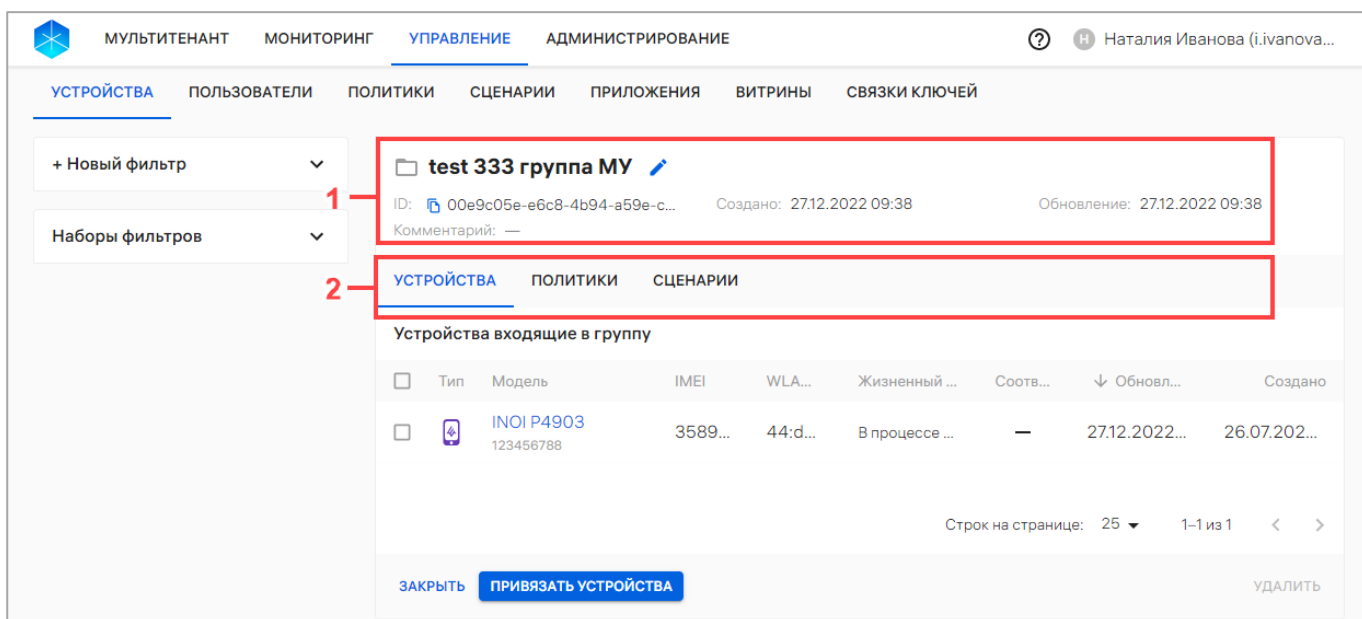 МУЛЬТИТЕНАНТ МОНИТОРИНГ УПРАВЛЕНИЕ АДМИНИСТРИРОВАНИЕ ? Н Наталия Иванова (i.ivanova...
УСТРОЙСТВА ПОЛЬЗОВАТЕЛИ ПОЛИТИКИ СЦЕНАРИИ ПРИЛОЖЕНИЯ ВИТРИНЫ СВЯЗКИ КЛЮЧЕЙ
+ Новый фильтр
Наборы фильтров
1
test 333 группа МУ
ID: 00e9c05e-e6c8-4b94-a59e-c... Создано: 27.12.2022 09:38 Обновление: 27.12.2022 09:38
Комментарий: —
2
УСТРОЙСТВА ПОЛИТИКИ СЦЕНАРИИ
Устройства входящие в группу
Тип Модель IMEI WLA... Жизненный ... Соотв... ↓ Обновл... Создано
INOI P4903 3589... 44:d... В процессе ... — 27.12.2022... 26.07.202...
123456788
Строк на странице: 25 1–1 из 1 < >
ЗАКРЫТЬ ПРИВЯЗАТЬ УСТРОЙСТВА УДАЛИТЬ